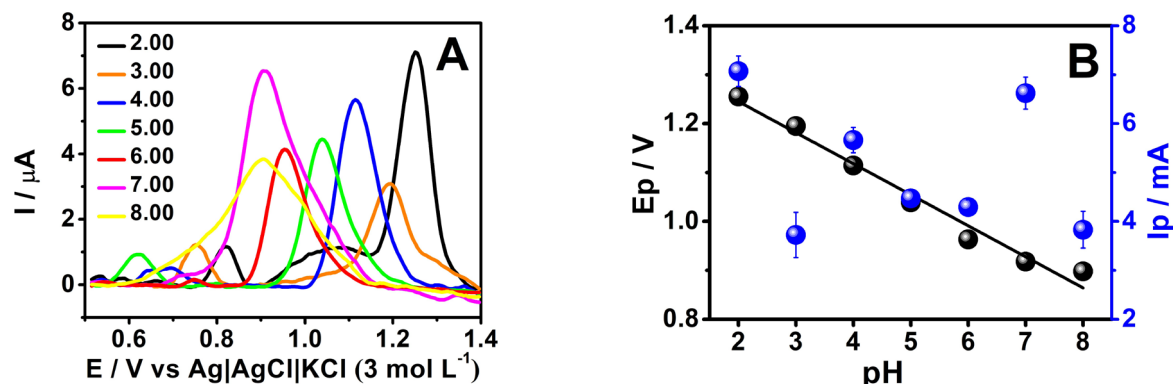 A
8
6
4
2
0
I / μA
2.00
3.00
4.00
5.00
6.00
7.00
8.00
0.6 0.8 1.0 1.2 1.4
E / V vs Ag|AgCl|KCl (3 mol L⁻¹)
B
1.4
1.2
1.0
0.8
Ep / V
8
6
4
2
Ip / mA
2 3 4 5 6 7 8
pH